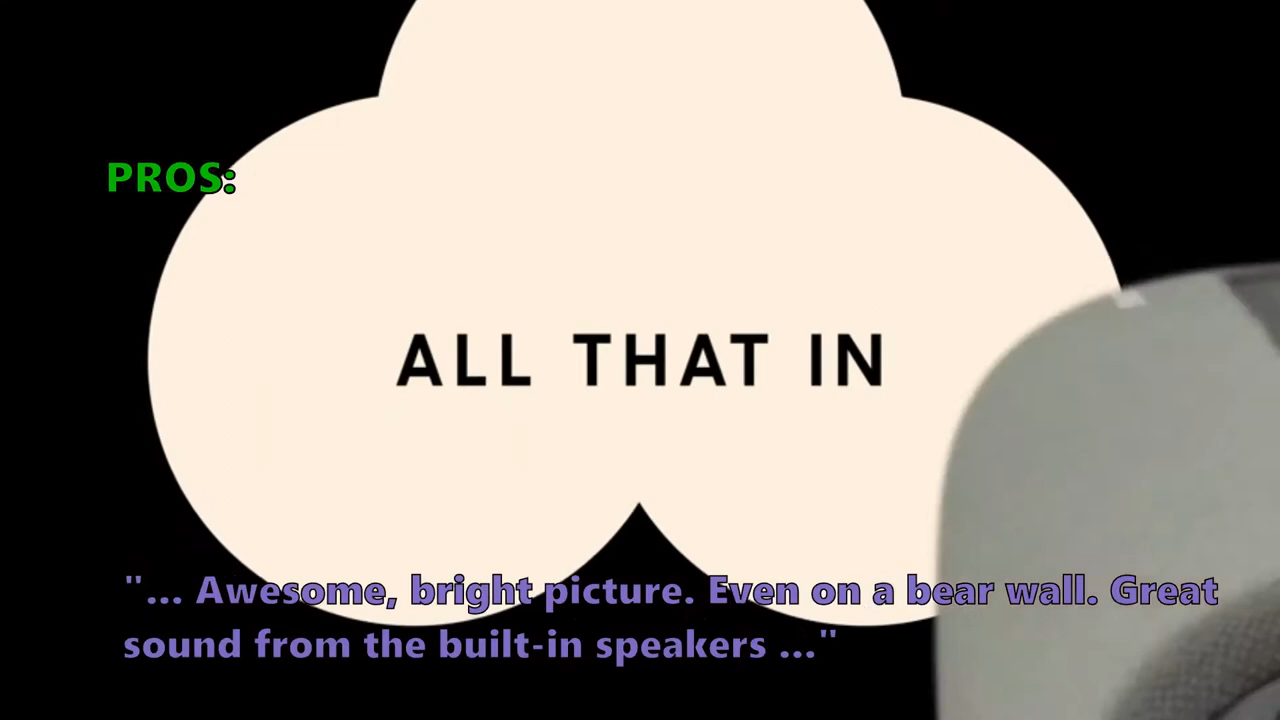 PROS:
ALL THAT IN
"... Awesome, bright picture. Even on a bear wall. Great
sound from the built-in speakers ..."